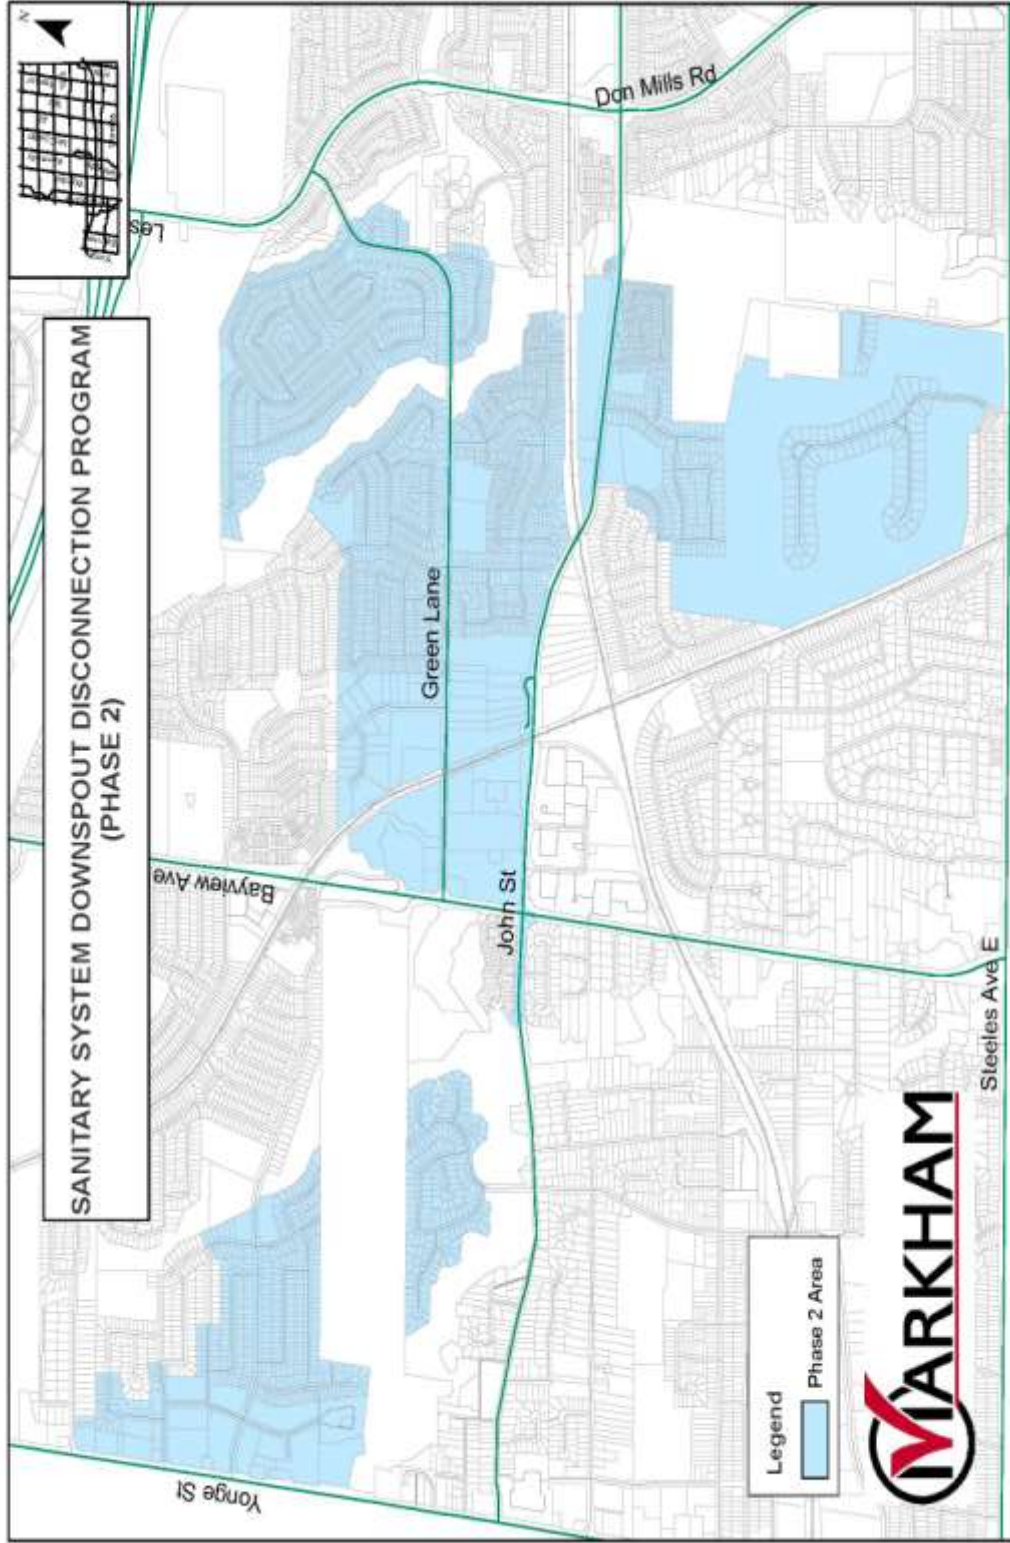 SANITARY SYSTEM DOWNSPOUT DISCONNECTION PROGRAM
(PHASE 2)
N
Les
Don Mills Rd
Green Lane
Bayview Ave
John St
Yonge St
Steeles Ave E
Legend
Phase 2 Area
MARKHAM